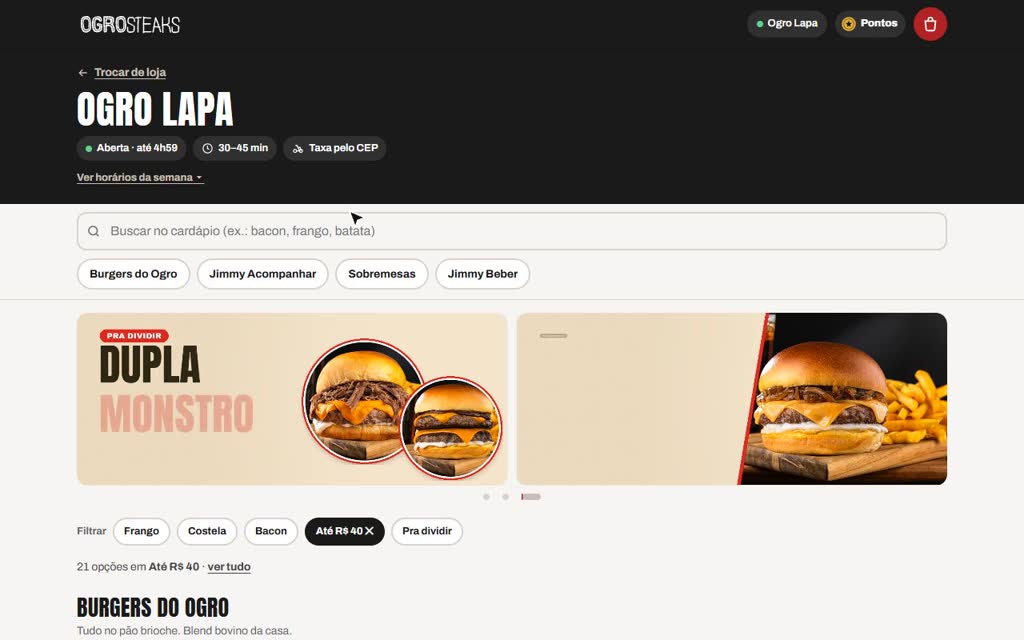 OGROSTEAKS
Ogro Lapa
Pontos
Trocar de loja
OGRO LAPA
Aberta · até 4h59
30–45 min
Taxa pelo CEP
Ver horários da semana
Buscar no cardápio (ex.: bacon, frango, batata)
Burgers do Ogro
Jimmy Acompanhar
Sobremesas
Jimmy Beber
PRA DIVIDIR
DUPLA
MONSTRO
Filtrar
Frango
Costela
Bacon
Até R$ 40
Pra dividir
21 opções em Até R$ 40 · ver tudo
BURGERS DO OGRO
Tudo no pão brioche. Blend bovino da casa.